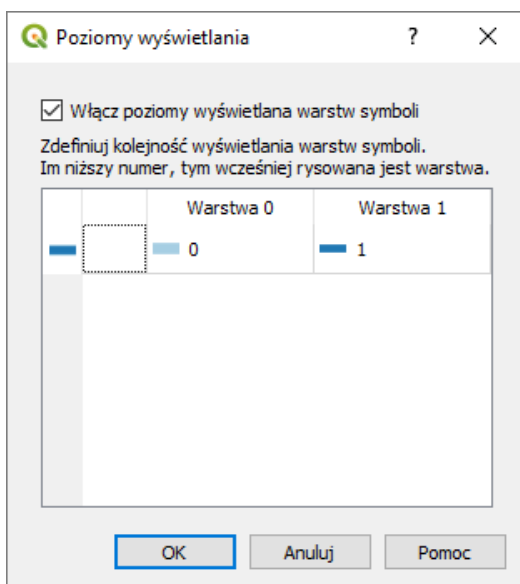 Poziomy wyświetlania ?
Włącz poziomy wyświetlana warstw symboli
Zdefiniuj kolejność wyświetlania warstw symboli.
Im niższy numer, tym wcześniej rysowana jest warstwa.
Warstwa 0 Warstwa 1
0 1
OK Anuluj Pomoc